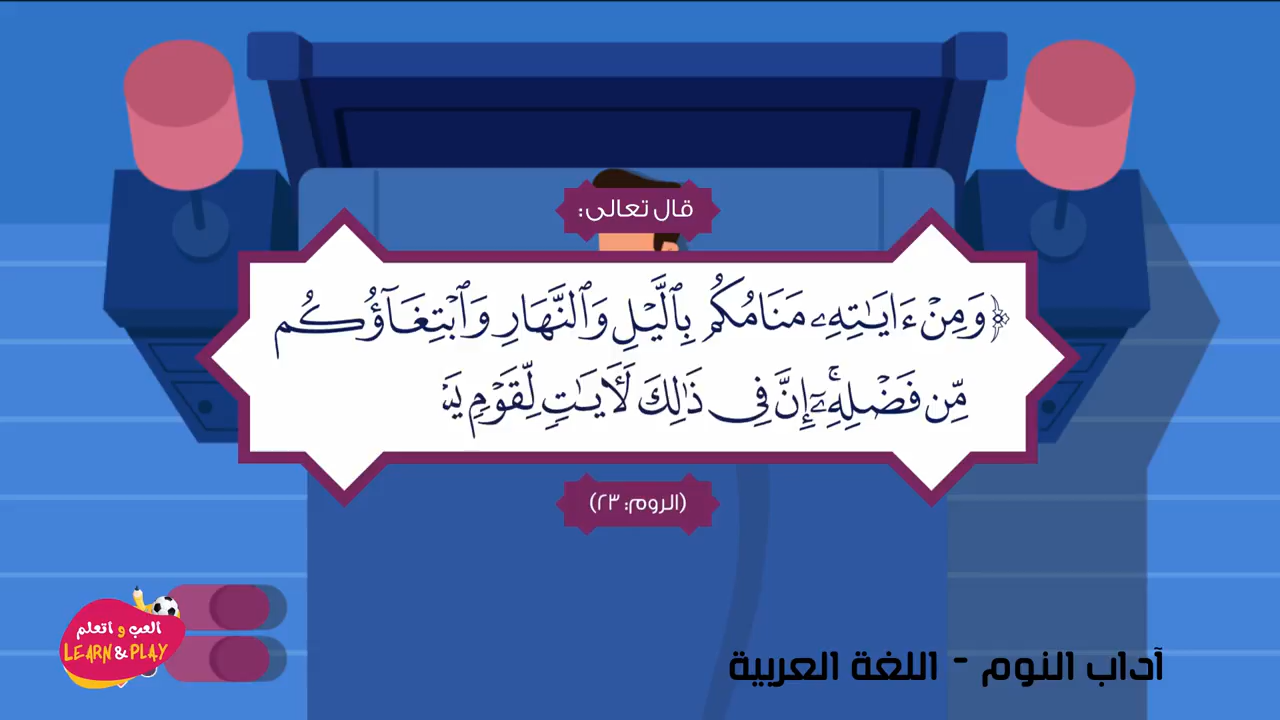 قال تعالى:
﴿وَمِنْ ءَايَـٰتِهِۦ مَنَامُكُم بِٱلَّيْلِ وَٱلنَّهَارِ وَٱبْتِغَآؤُكُم
مِّن فَضْلِهِۦٓ ۚ إِنَّ فِى ذَٰلِكَ لَـَٔايَـٰتٍ لِّقَوْمٍ
(الروم: ٢٣)
العب و اتعلم
LEARN & PLAY
آداب النوم - اللغة العربية